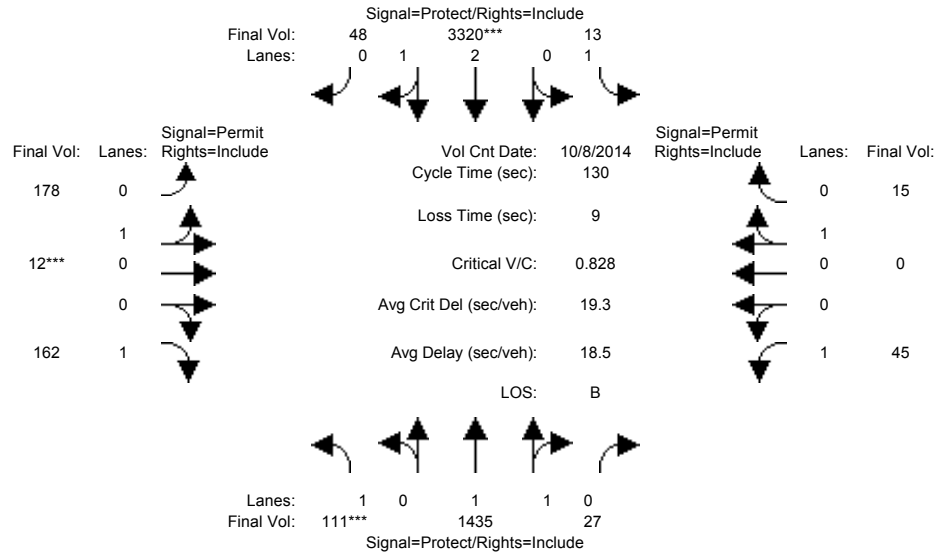 Signal=Protect/Rights=Include
Final Vol: 48 3320*** 13
Lanes: 0 1 2 0 1
Signal=Permit Signal=Permit
Final Vol: Lanes: Rights=Include Vol Cnt Date: 10/8/2014 Rights=Include Lanes: Final Vol:
Cycle Time (sec): 130
178 0 0 15
Loss Time (sec): 9
1 1
12*** 0 Critical V/C: 0.828 0 0
0 Avg Crit Del (sec/veh): 19.3 0
162 1 Avg Delay (sec/veh): 18.5 1 45
LOS: B
Lanes: 1 0 1 1 0
Final Vol: 111*** 1435 27
Signal=Protect/Rights=Include